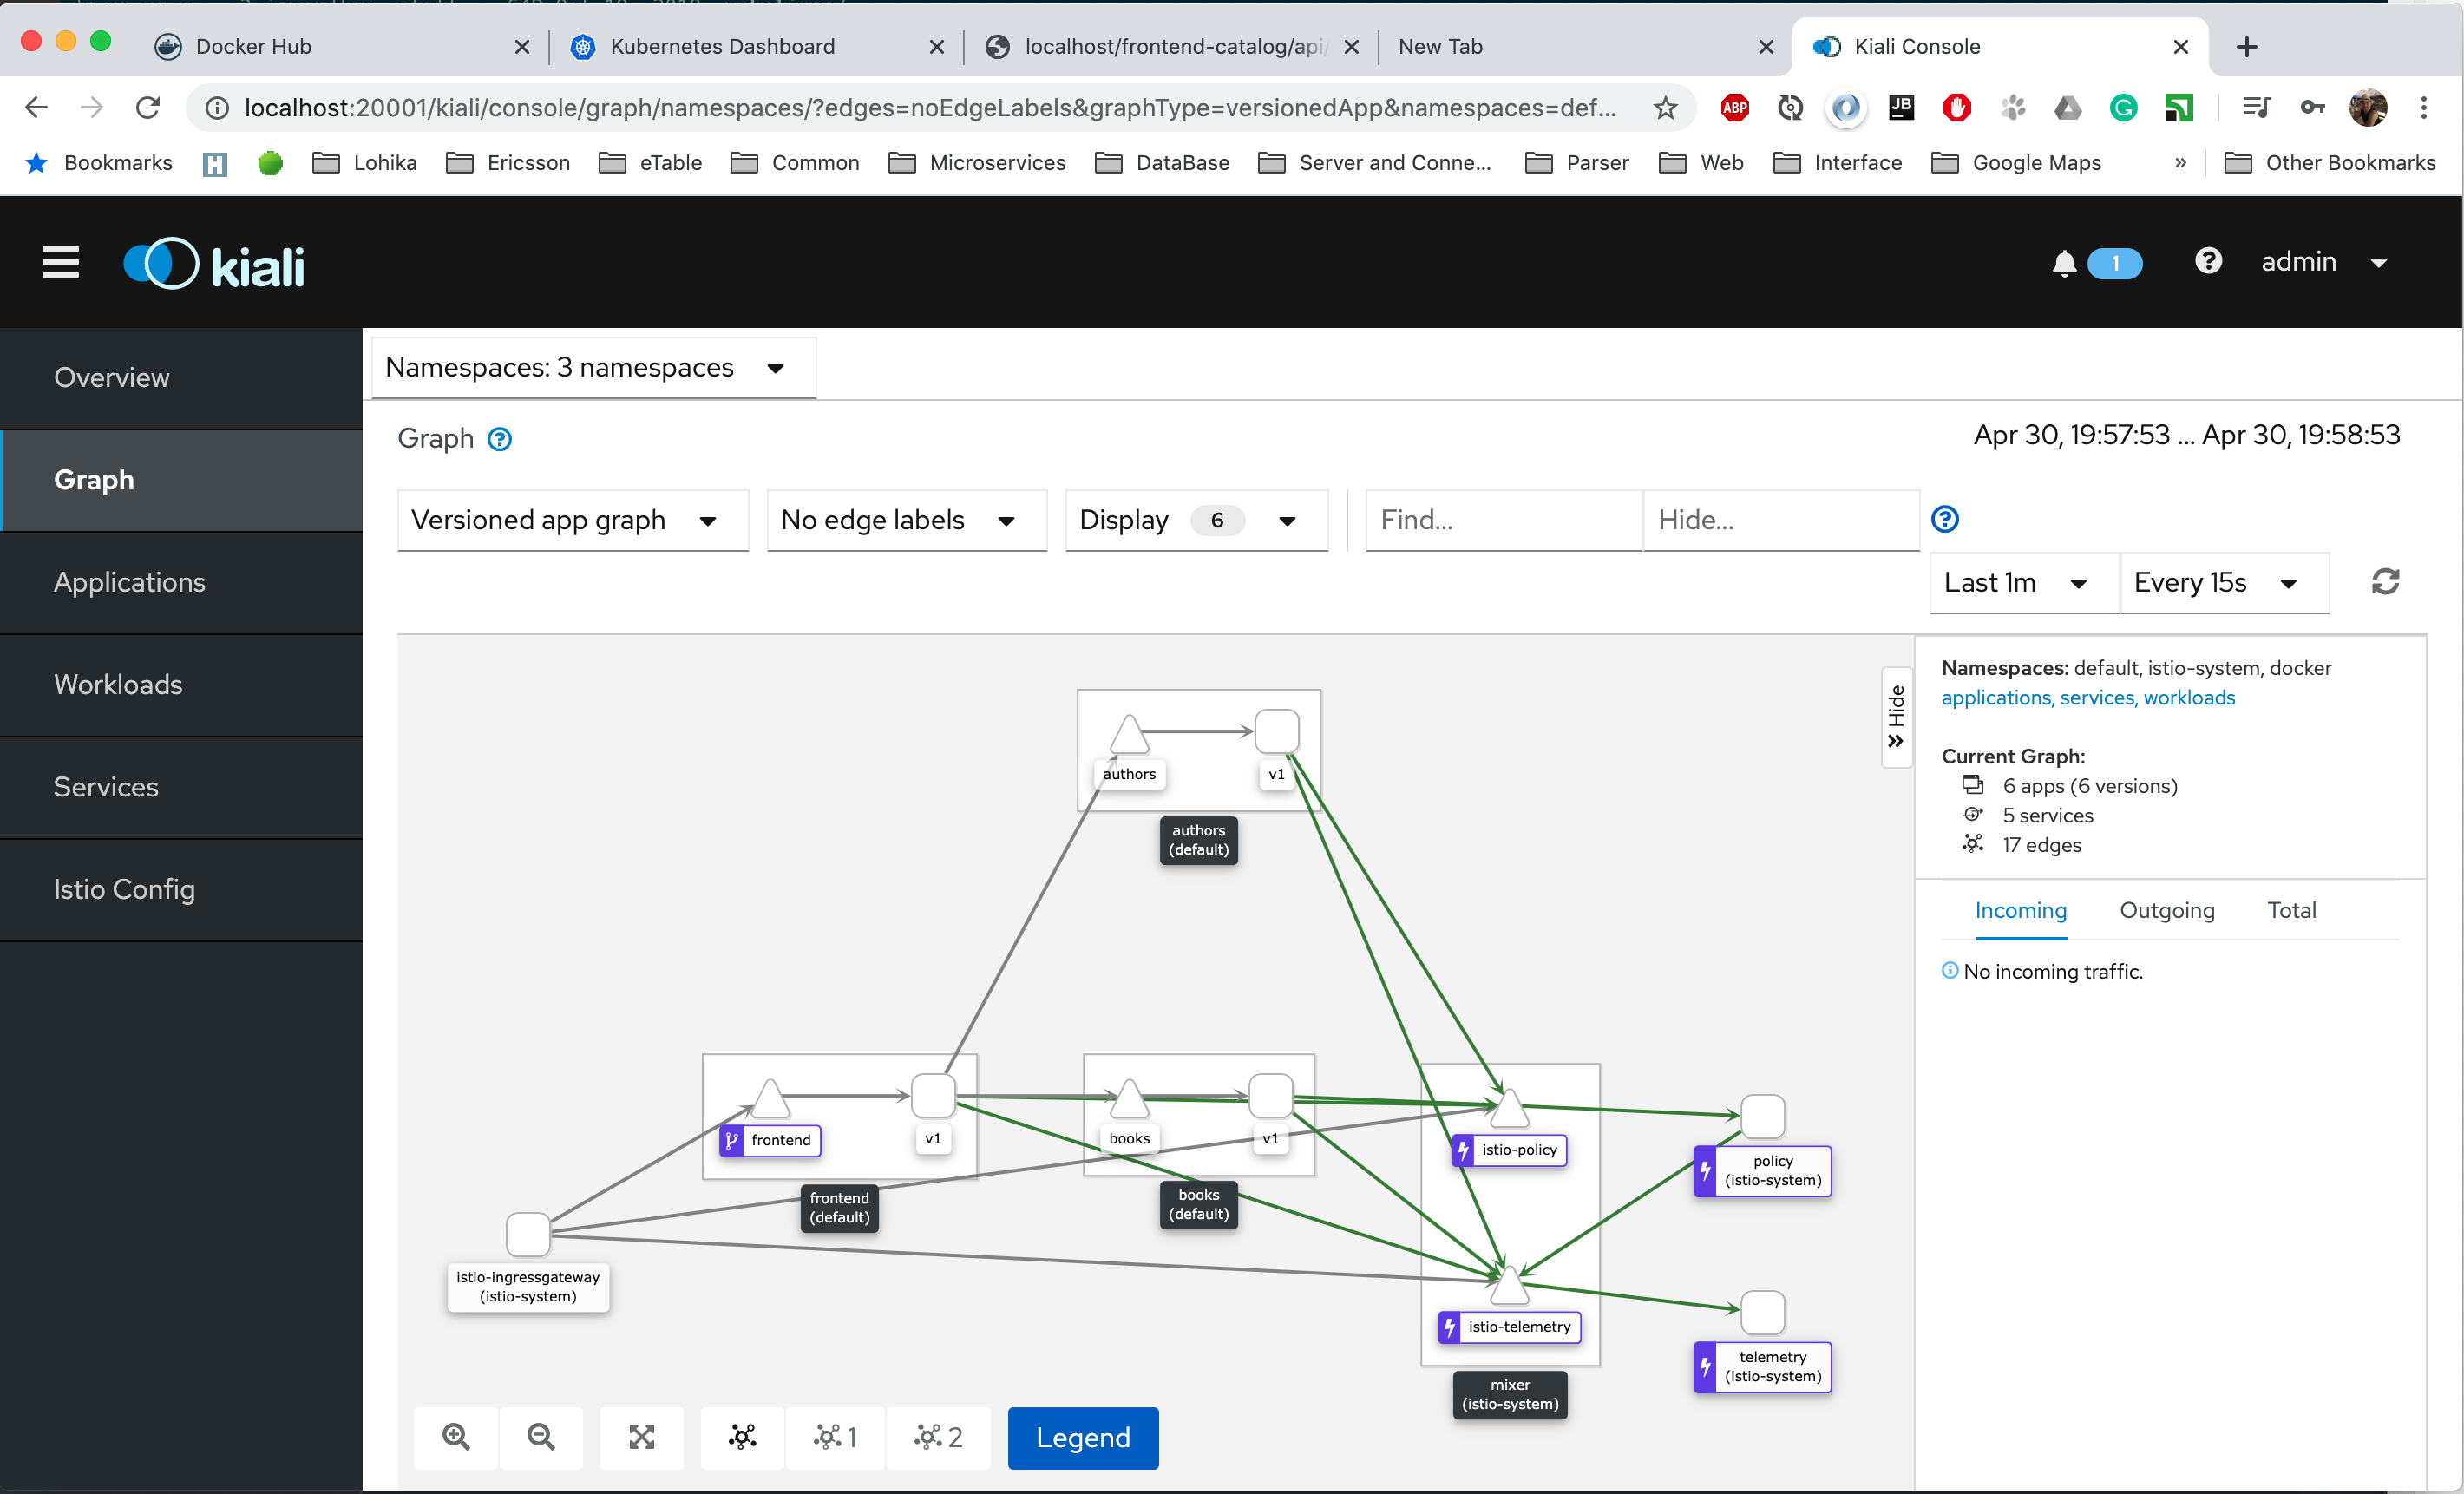 Docker Hub
Kubernetes Dashboard
localhost/frontend-catalog/api/
New Tab
Kiali Console
localhost:20001/kiali/console/graph/namespaces/?edges=noEdgeLabels&graphType=versionedApp&namespaces=def...
ABP
JB
G
Bookmarks
H
Lohika
Ericsson
eTable
Common
Microservices
DataBase
Server and Conne...
Parser
Web
Interface
Google Maps
»
Other Bookmarks
kiali
1
admin
Overview
Graph
Applications
Workloads
Services
Istio Config
Namespaces: 3 namespaces
Graph
Apr 30, 19:57:53 ... Apr 30, 19:58:53
Versioned app graph
No edge labels
Display 6
Find...
Hide...
Last 1m
Every 15s
Hide
Namespaces: default, istio-system, docker
applications, services, workloads
Current Graph:
6 apps (6 versions)
5 services
17 edges
Incoming
Outgoing
Total
No incoming traffic.
authors
v1
authors
(default)
frontend
v1
frontend
(default)
books
v1
books
(default)
istio-policy
policy
(istio-system)
istio-ingressgateway
(istio-system)
istio-telemetry
telemetry
(istio-system)
mixer
(istio-system)
1
2
Legend